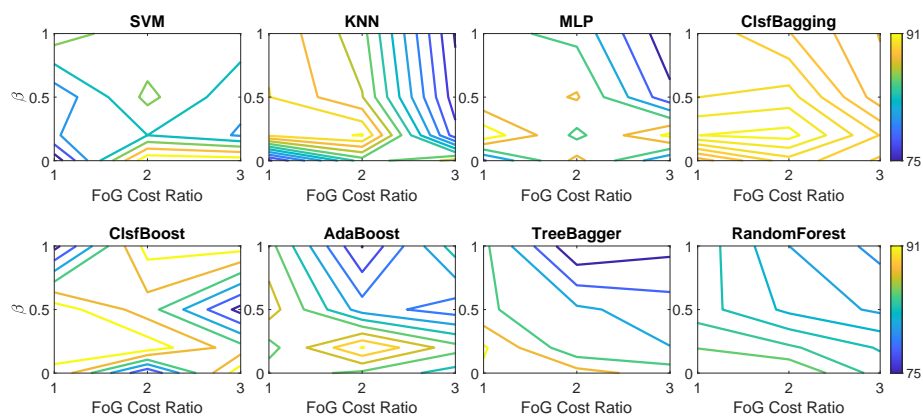 SVM KNN MLP ClsfBagging
1 1 1 1 91
β 0.5 0.5 0.5 0.5
0 0 0 0 75
1 2 3 1 2 3 1 2 3 1 2 3
FoG Cost Ratio FoG Cost Ratio FoG Cost Ratio FoG Cost Ratio
ClsfBoost AdaBoost TreeBagger RandomForest
1 1 1 1 91
β 0.5 0.5 0.5 0.5
0 0 0 0 75
1 2 3 1 2 3 1 2 3 1 2 3
FoG Cost Ratio FoG Cost Ratio FoG Cost Ratio FoG Cost Ratio